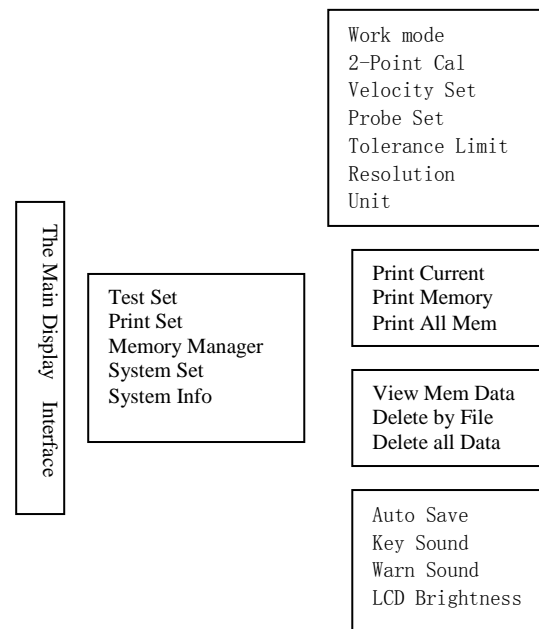 The Main Display Interface
Test Set
Print Set
Memory Manager
System Set
System Info
Work mode
2-Point Cal
Velocity Set
Probe Set
Tolerance Limit
Resolution
Unit
Print Current
Print Memory
Print All Mem
View Mem Data
Delete by File
Delete all Data
Auto Save
Key Sound
Warn Sound
LCD Brightness